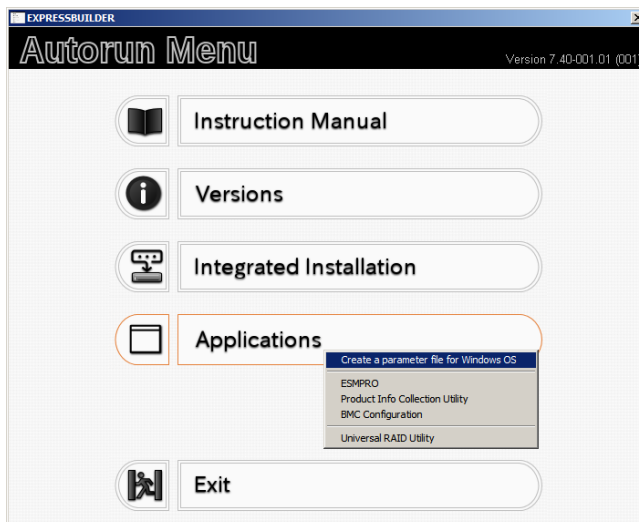 EXPRESSBUILDER
Autorun Menu
Version 7.40-001.01 (001)
Instruction Manual
Versions
Integrated Installation
Applications
Create a parameter file for Windows OS
ESMPRO
Product Info Collection Utility
BMC Configuration
Universal RAID Utility
Exit